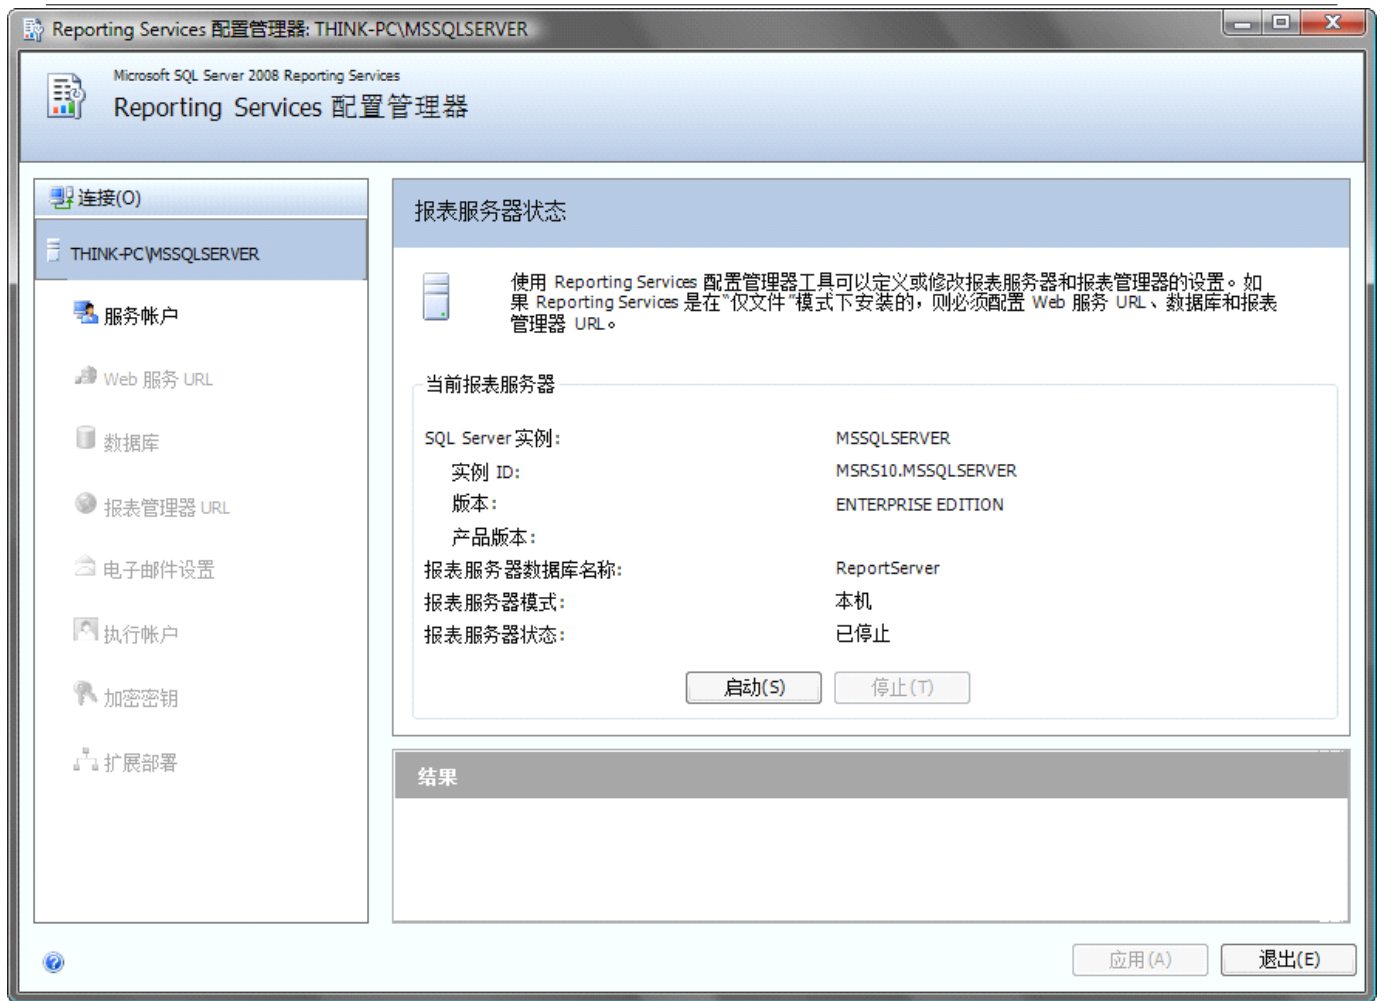 Reporting Services 配置管理器: THINK-PC\MSSQLSERVER
Microsoft SQL Server 2008 Reporting Services
Reporting Services 配置管理器
连接(O)
THINK-PC\MSSQLSERVER
服务帐户
Web 服务 URL
数据库
报表管理器 URL
电子邮件设置
执行帐户
加密密钥
扩展部署
报表服务器状态
使用 Reporting Services 配置管理器工具可以定义或修改报表服务器和报表管理器的设置。如
果 Reporting Services 是在“仅文件”模式下安装的，则必须配置 Web 服务 URL、数据库和报表
管理器 URL。
当前报表服务器
SQL Server 实例: MSSQLSERVER
实例 ID: MSRS10.MSSQLSERVER
版本: ENTERPRISE EDITION
产品版本:
报表服务器数据库名称: ReportServer
报表服务器模式: 本机
报表服务器状态: 已停止
启动(S) 停止(T)
结果
应用(A) 退出(E)